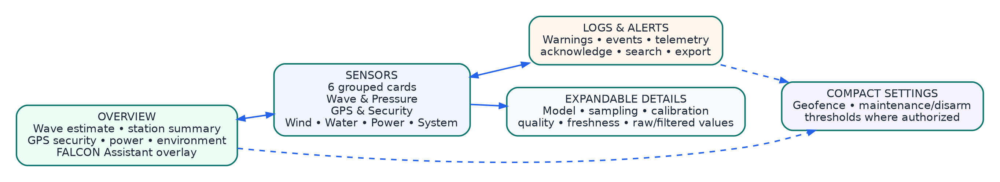 OVERVIEW
Wave estimate • station summary
GPS security • power • environment
FALCON Assistant overlay
SENSORS
6 grouped cards
Wave & Pressure
GPS & Security
Wind • Water • Power • System
LOGS & ALERTS
Warnings • events • telemetry
acknowledge • search • export
EXPANDABLE DETAILS
Model • sampling • calibration
quality • freshness • raw/filtered values
COMPACT SETTINGS
Geofence • maintenance/disarm
thresholds where authorized